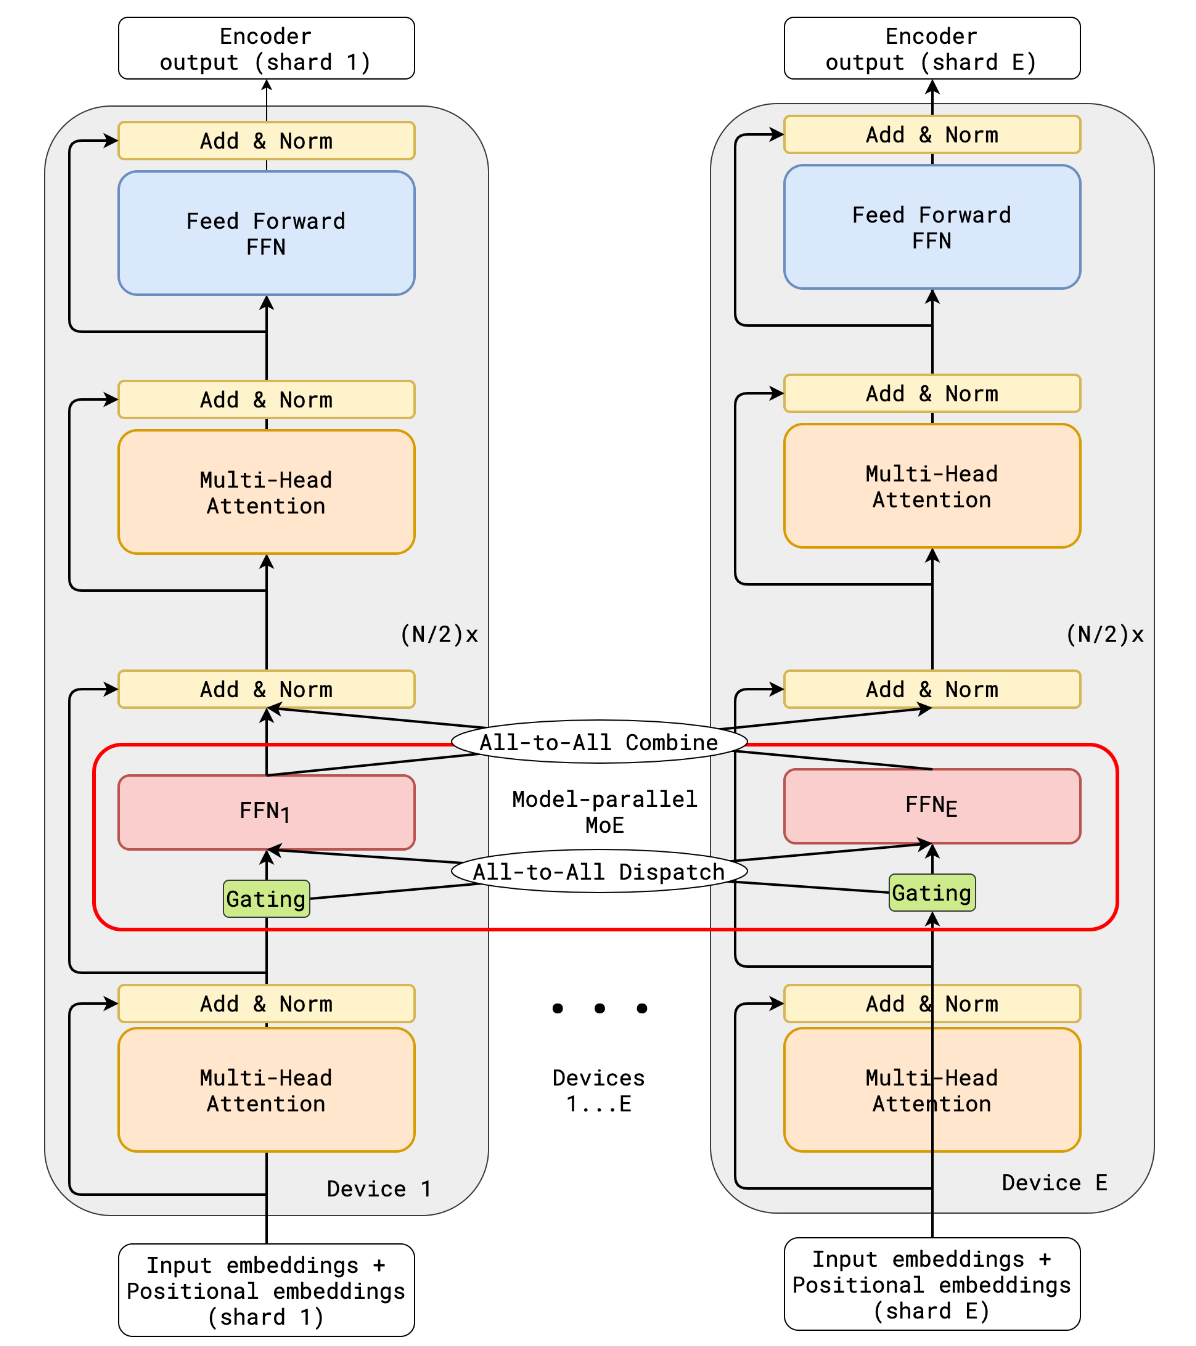 Encoder
output (shard 1)
Add & Norm
Feed Forward
FFN
Add & Norm
Multi-Head
Attention
(N/2)x
Add & Norm
FFN1
Gating
Add & Norm
Multi-Head
Attention
Device 1
Input embeddings +
Positional embeddings
(shard 1)
All-to-All Combine
Model-parallel
MoE
All-to-All Dispatch
• • •
Devices
1...E
Encoder
output (shard E)
Add & Norm
Feed Forward
FFN
Add & Norm
Multi-Head
Attention
(N/2)x
Add & Norm
FFNE
Gating
Add & Norm
Multi-Head
Attention
Device E
Input embeddings +
Positional embeddings
(shard E)